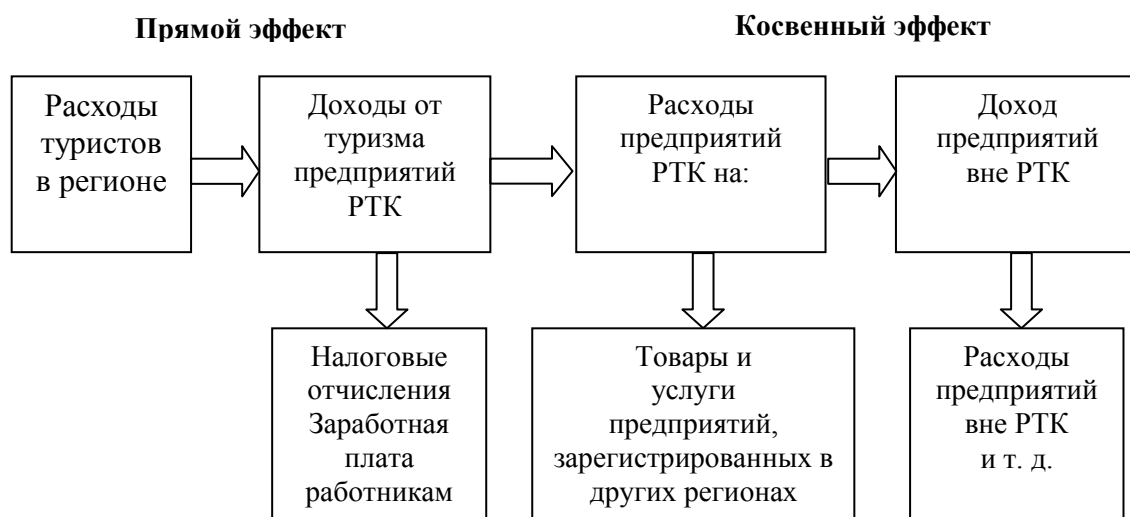 Прямой эффект
Косвенный эффект
Расходы
туристов
в регионе
Доходы от
туризма
предприятий
РТК
Расходы
предприятий
РТК на:
Доход
предприятий
вне РТК
Налоговые
отчисления
Заработная
плата
работникам
Товары и
услуги
предприятий,
зарегистрированных в
других регионах
Расходы
предприятий
вне РТК
и т. д.